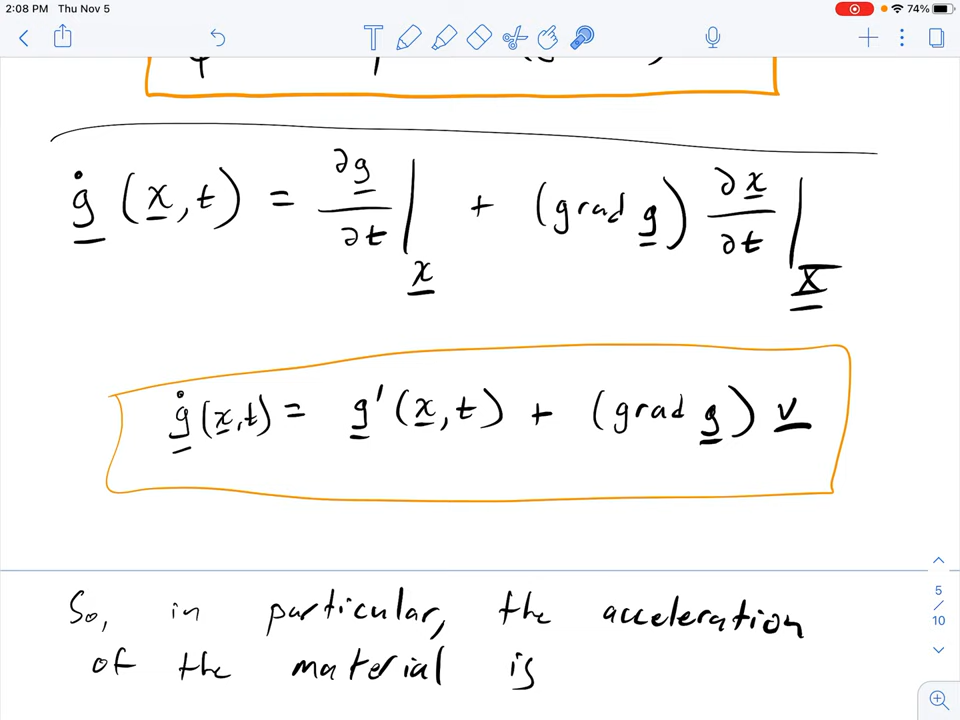 2:08 PM Thu Nov 5 74%
T
ġ (x, t) = ∂g/∂t |x + (grad g) ∂x/∂t |X
ġ (x, t) = g' (x, t) + (grad g) v
5 / 10
So, in particular, the acceleration
of the material is